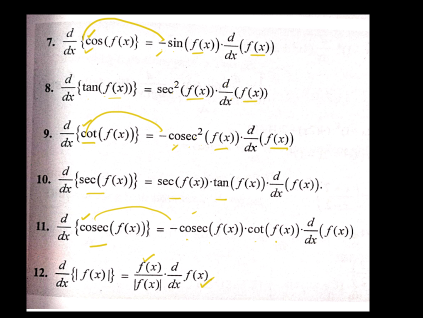 7. d/dx {cos(f(x)} = −sin(f(x))·d/dx(f(x))
8. d/dx{tan(f(x))} = sec²(f(x))·d/dx(f(x))
9. d/dx{cot(f(x))} = −cosec²(f(x))·d/dx(f(x))
10. d/dx{sec(f(x))} = sec(f(x))·tan(f(x))·d/dx(f(x)).
11. d/dx{cosec(f(x))} = −cosec(f(x))·cot(f(x))·d/dx(f(x))
12. d/dx{|f(x)|} = f(x)/|f(x)|·d/dx f(x)